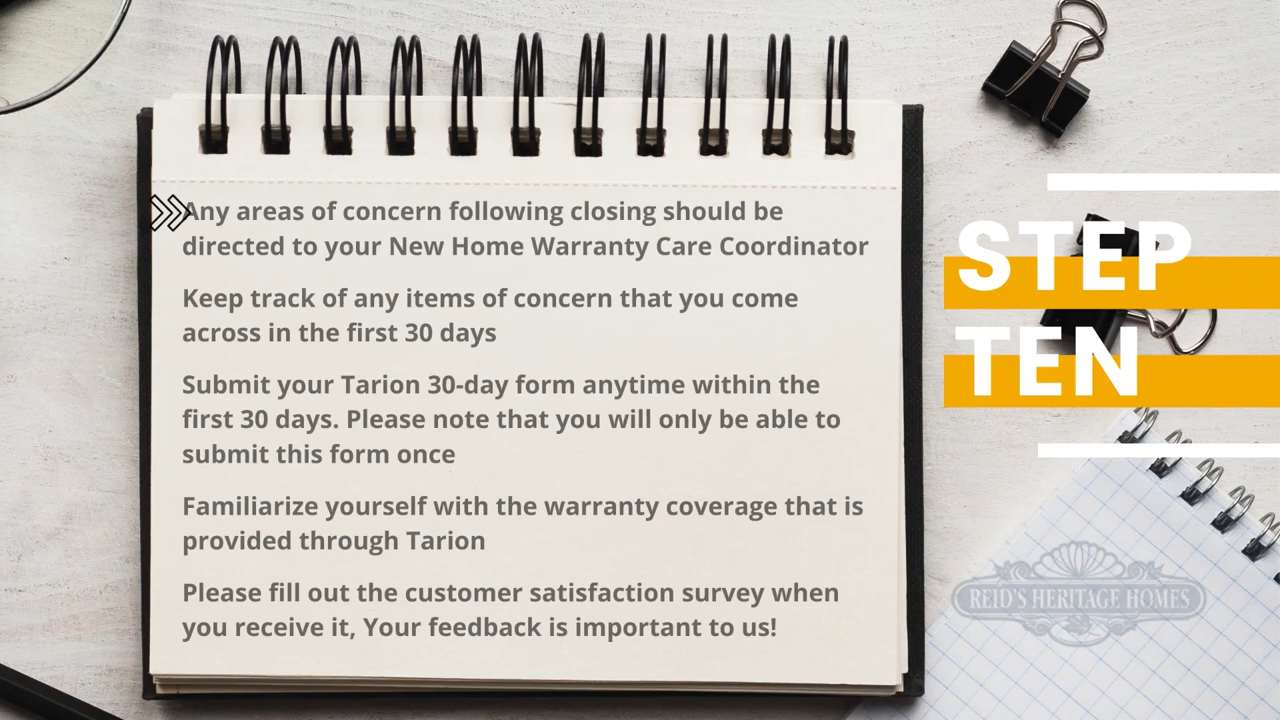 Any areas of concern following closing should be
directed to your New Home Warranty Care Coordinator
Keep track of any items of concern that you come
across in the first 30 days
Submit your Tarion 30-day form anytime within the
first 30 days. Please note that you will only be able to
submit this form once
Familiarize yourself with the warranty coverage that is
provided through Tarion
Please fill out the customer satisfaction survey when
you receive it, Your feedback is important to us!
STEP
TEN
REID'S HERITAGE HOMES